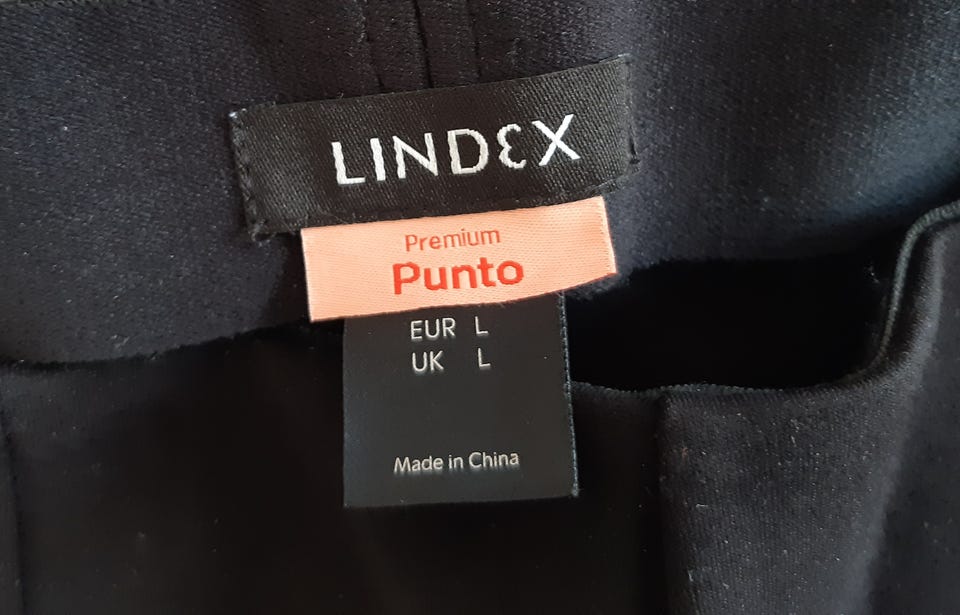 LINDEX
Premium
Punto
EUR L
UK L
Made in China